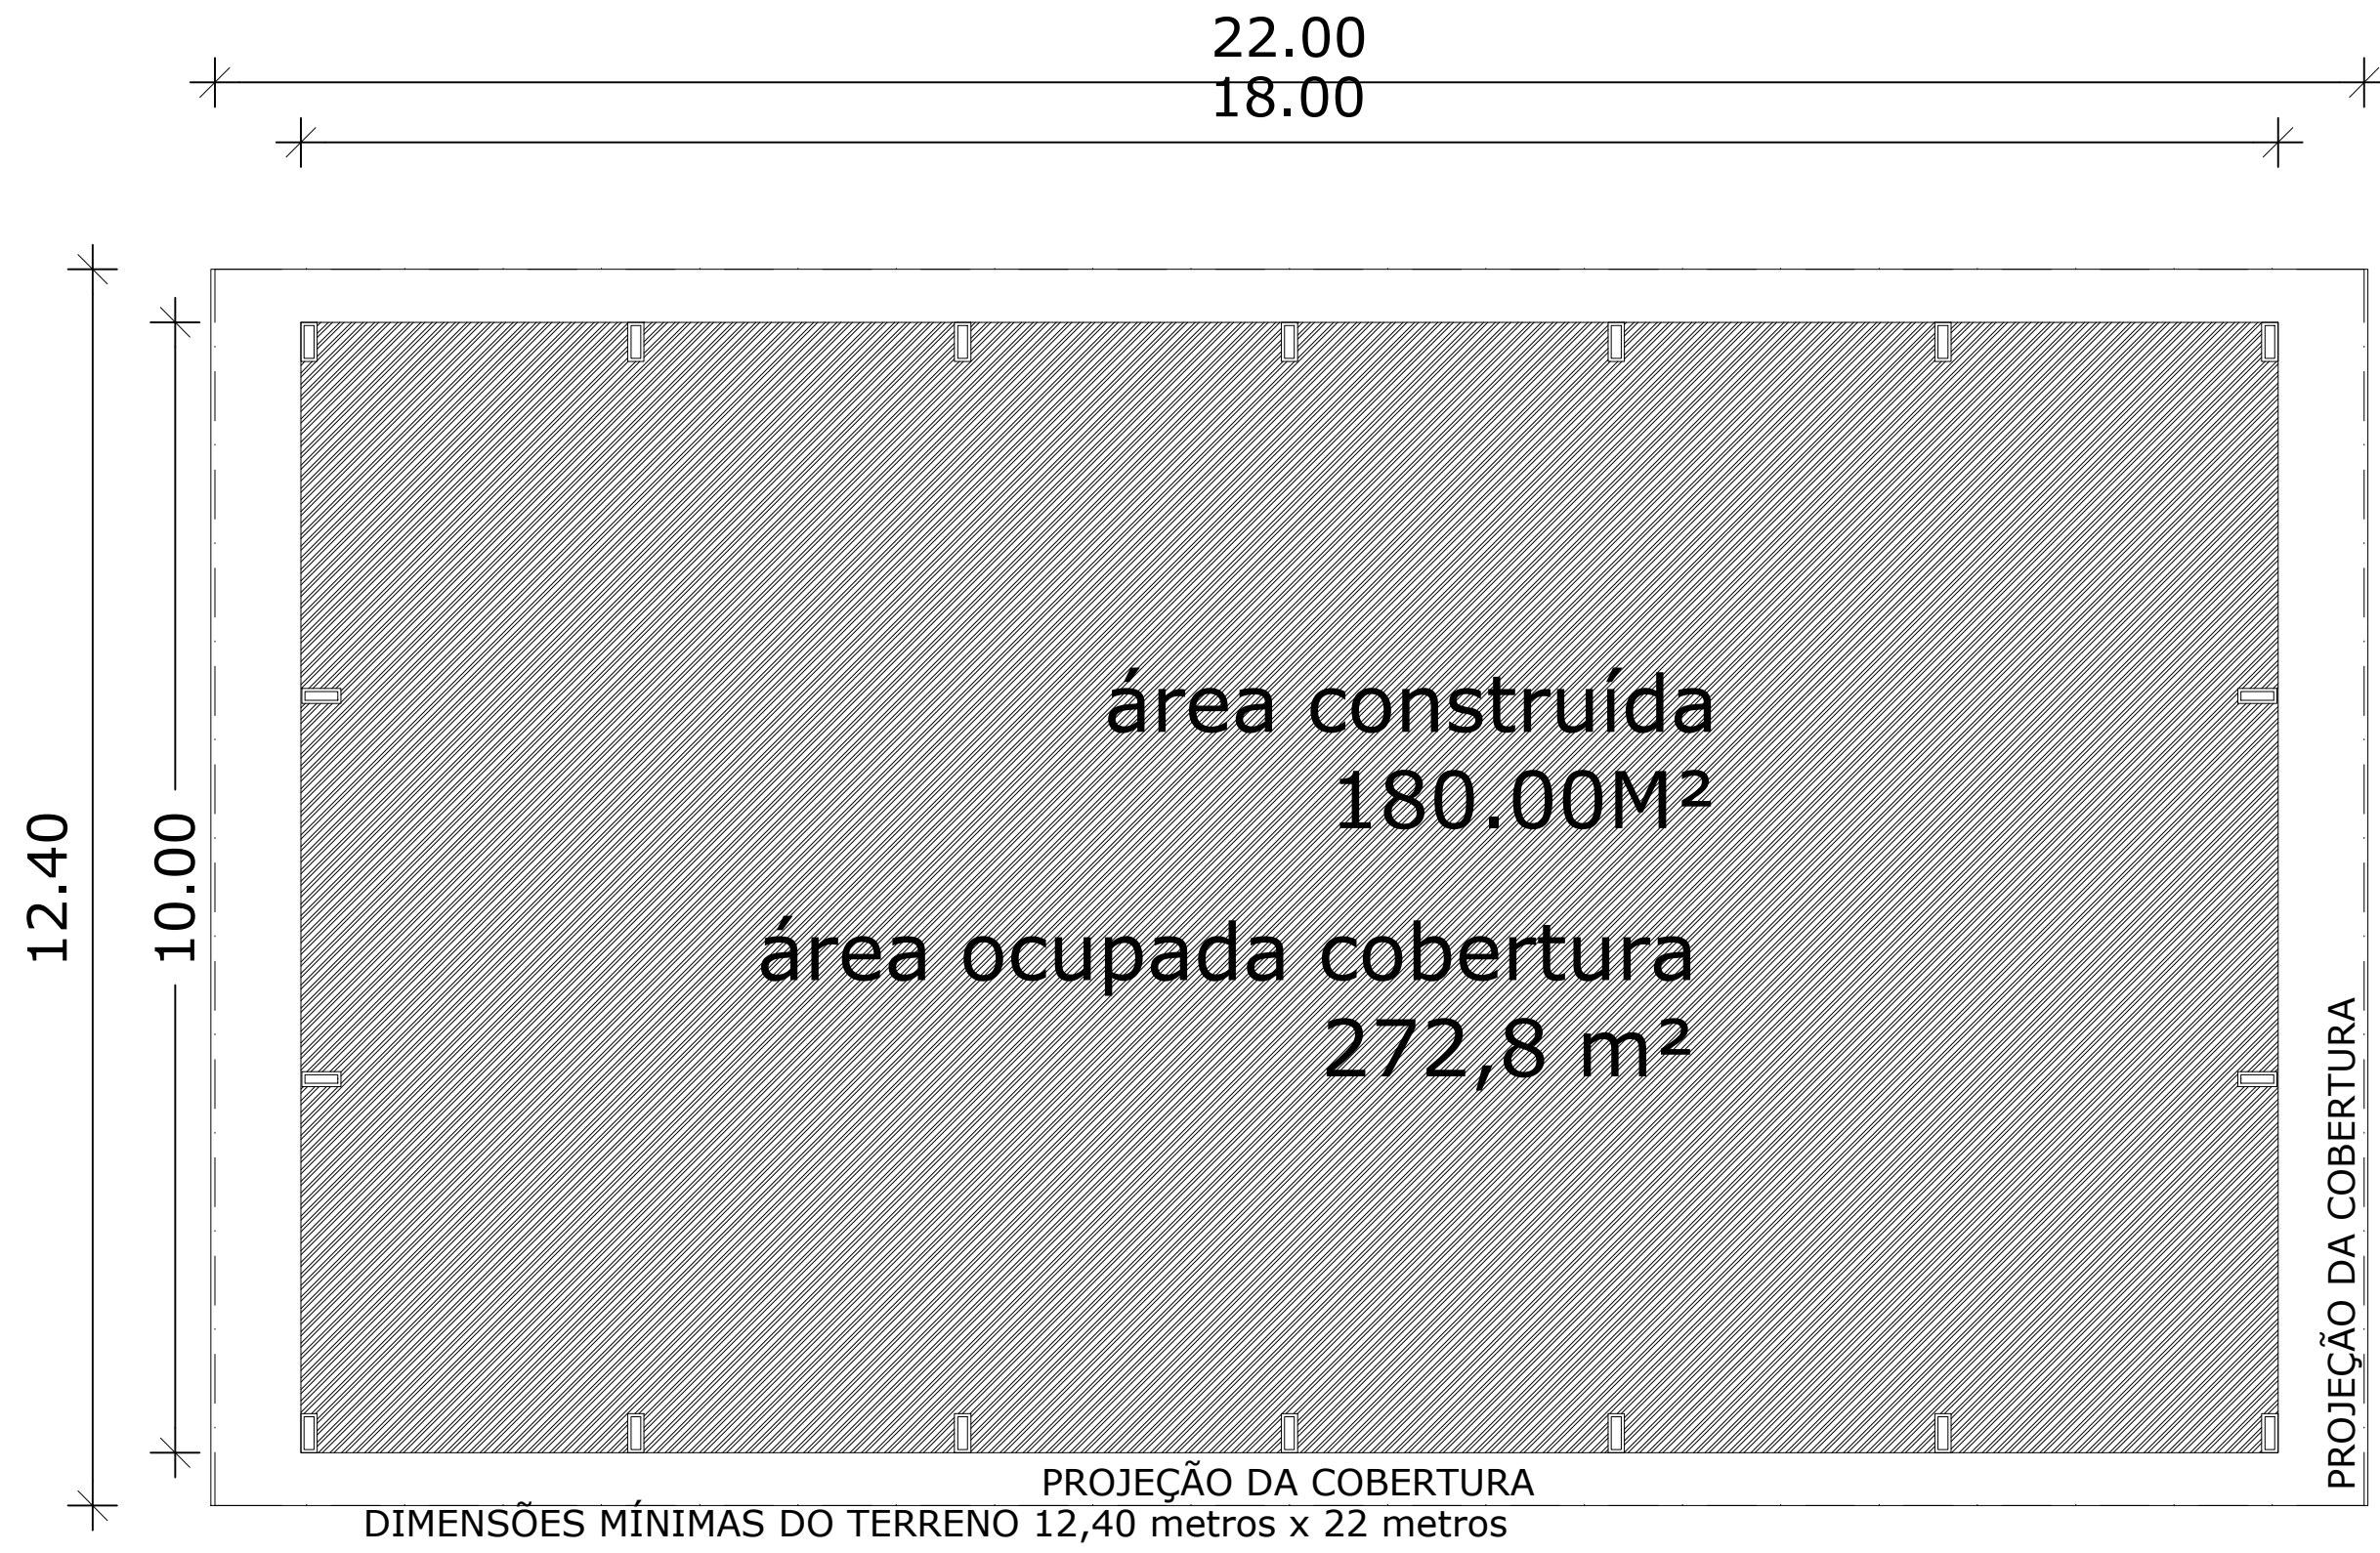 22.00
18.00
12.40
10.00
área construída
180.00M²
área ocupada cobertura
272,8 m²
PROJEÇÃO DA COBERTURA
PROJEÇÃO DA COBERTURA
DIMENSÕES MÍNIMAS DO TERRENO 12,40 metros x 22 metros